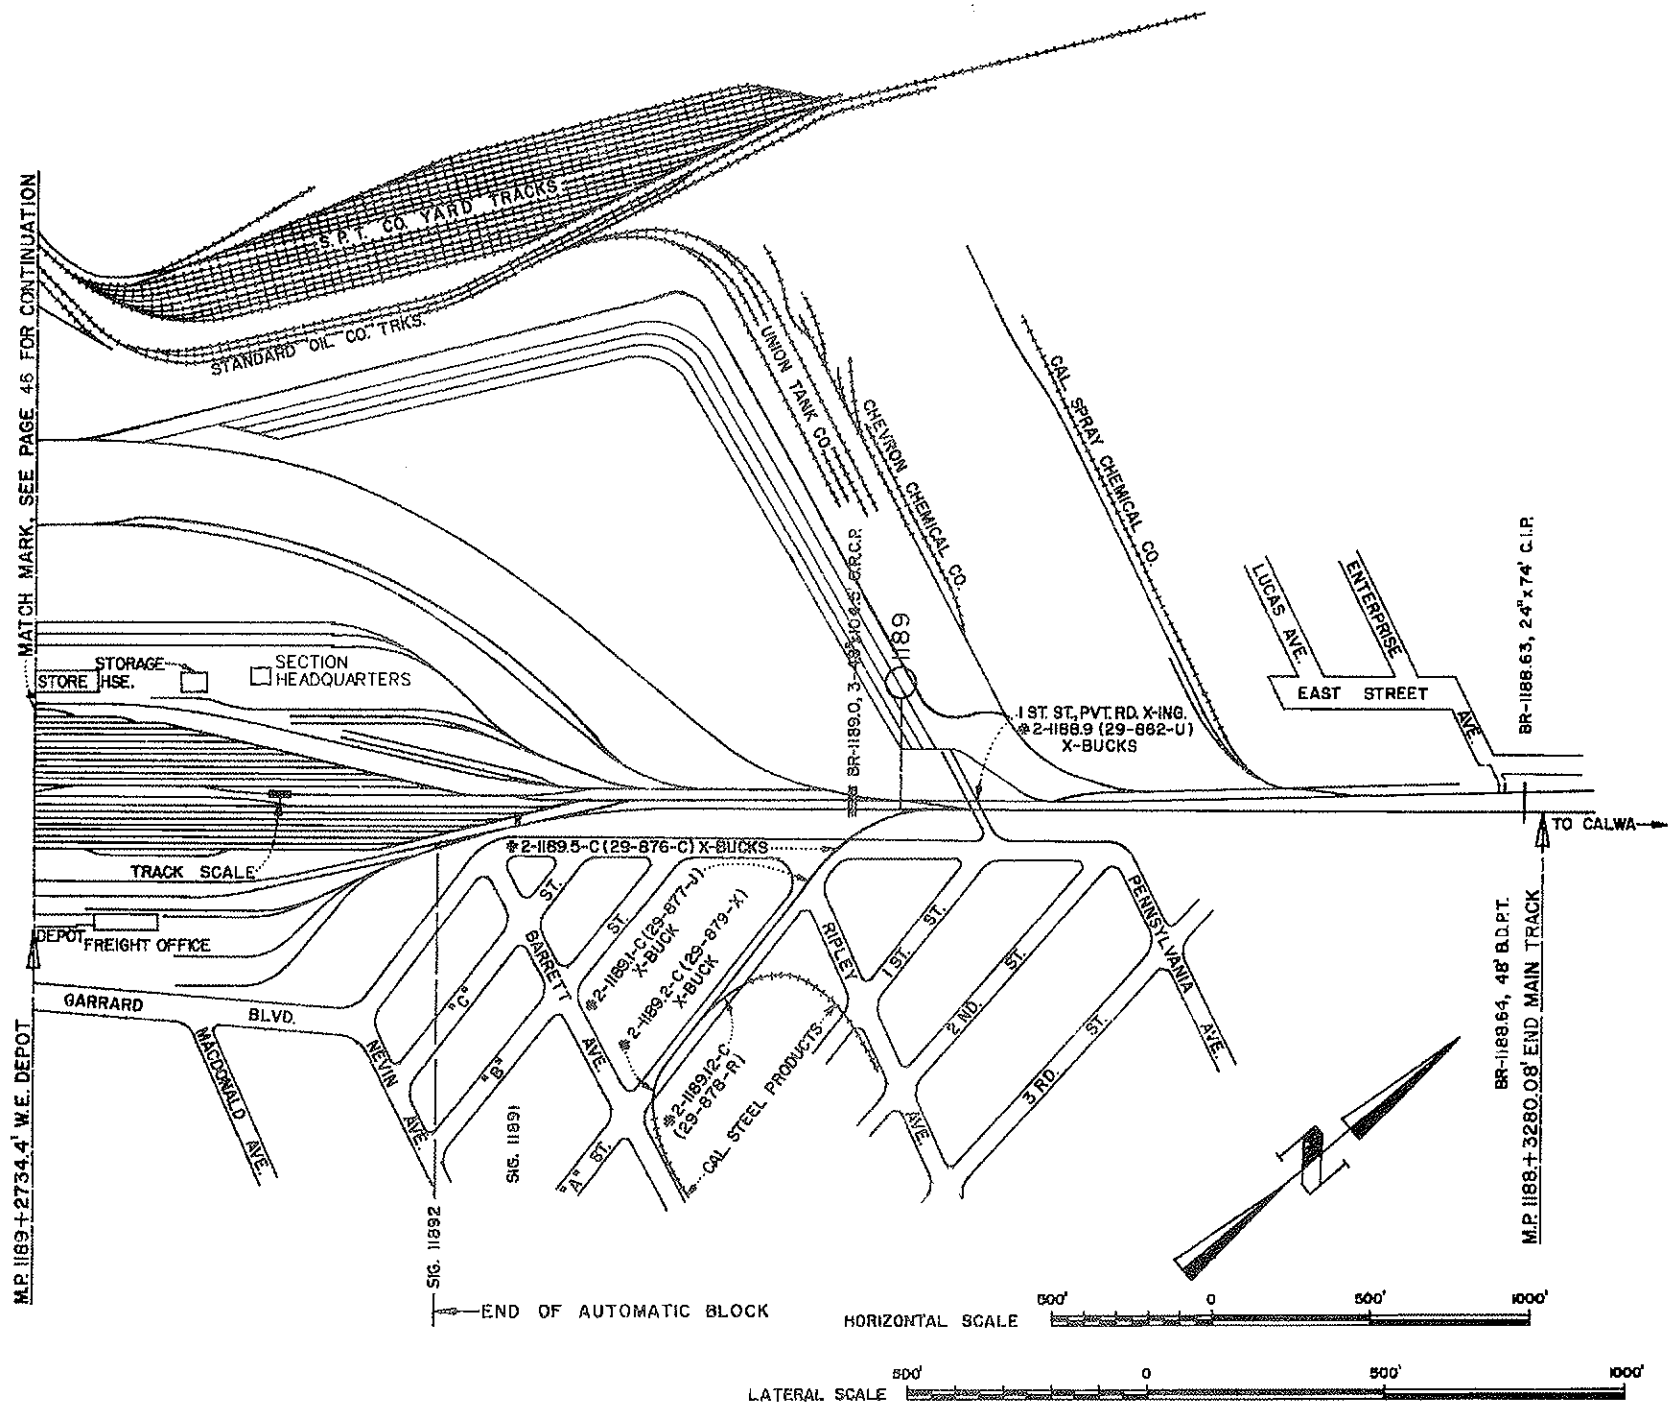 MATCH MARK, SEE PAGE 46 FOR CONTINUATION
S.P.T. CO. YARD TRACKS
STANDARD OIL CO. TRKS.
UNION TANK CO.
CHEVRON CHEMICAL CO.
CAL. SPRAY CHEMICAL CO.
LUCAS AVE.
ENTERPRISE
AVE.
EAST STREET
BR-1188.63, 24"x74' C.I.P.
1189
1 ST. ST., PVT. RD. X-ING.
2-1188.9 (29-862-U)
X-BUCKS
STORAGE
STORE HSE.
SECTION
HEADQUARTERS
BR-1189.0,
TRACK SCALE
TO CALWA
2-1189.5-C (29-876-C) X-BUCKS
2-1189.1-C (29-877-J)
X-BUCK
2-1189.2-C (29-879-X)
X-BUCK
2-1189.12-C
(29-878-R)
CAL. STEEL PRODUCTS
DEPOT
FREIGHT OFFICE
GARRARD BLVD.
MACDONALD AVE.
NEVIN AVE.
"C" ST.
"B" ST.
"A" ST.
BARRETT AVE.
RIPLEY AVE.
1 ST. ST.
2 ND. ST.
3 RD. ST.
PENNSYLVANIA AVE.
M.P. 1189+2734.4' W.E. DEPOT
SIG. 11892
SIG. 11891
END OF AUTOMATIC BLOCK
BR-1188.64, 48' B.D.P.T.
M.P. 1188+3280.08' END MAIN TRACK
N
HORIZONTAL SCALE 500' 0 500' 1000'
LATERAL SCALE 500' 0 500' 1000'